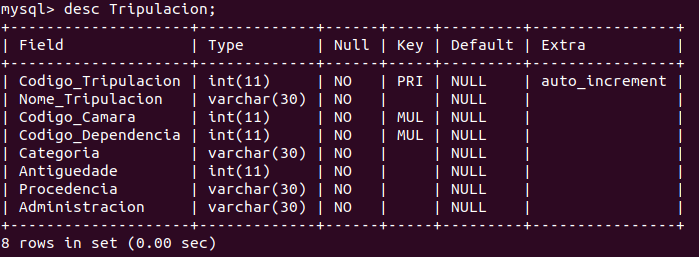 mysql> desc Tripulacion;
+--------------------+-------------+------+-----+---------+----------------+
| Field              | Type        | Null | Key | Default | Extra          |
+--------------------+-------------+------+-----+---------+----------------+
| Codigo_Tripulacion | int(11)     | NO   | PRI | NULL    | auto_increment |
| Nome_Tripulacion   | varchar(30) | NO   |     | NULL    |                |
| Codigo_Camara      | int(11)     | NO   | MUL | NULL    |                |
| Codigo_Dependencia | int(11)     | NO   | MUL | NULL    |                |
| Categoria          | varchar(30) | NO   |     | NULL    |                |
| Antiguedade        | int(11)     | NO   |     | NULL    |                |
| Procedencia        | varchar(30) | NO   |     | NULL    |                |
| Administracion     | varchar(30) | NO   |     | NULL    |                |
+--------------------+-------------+------+-----+---------+----------------+
8 rows in set (0.00 sec)